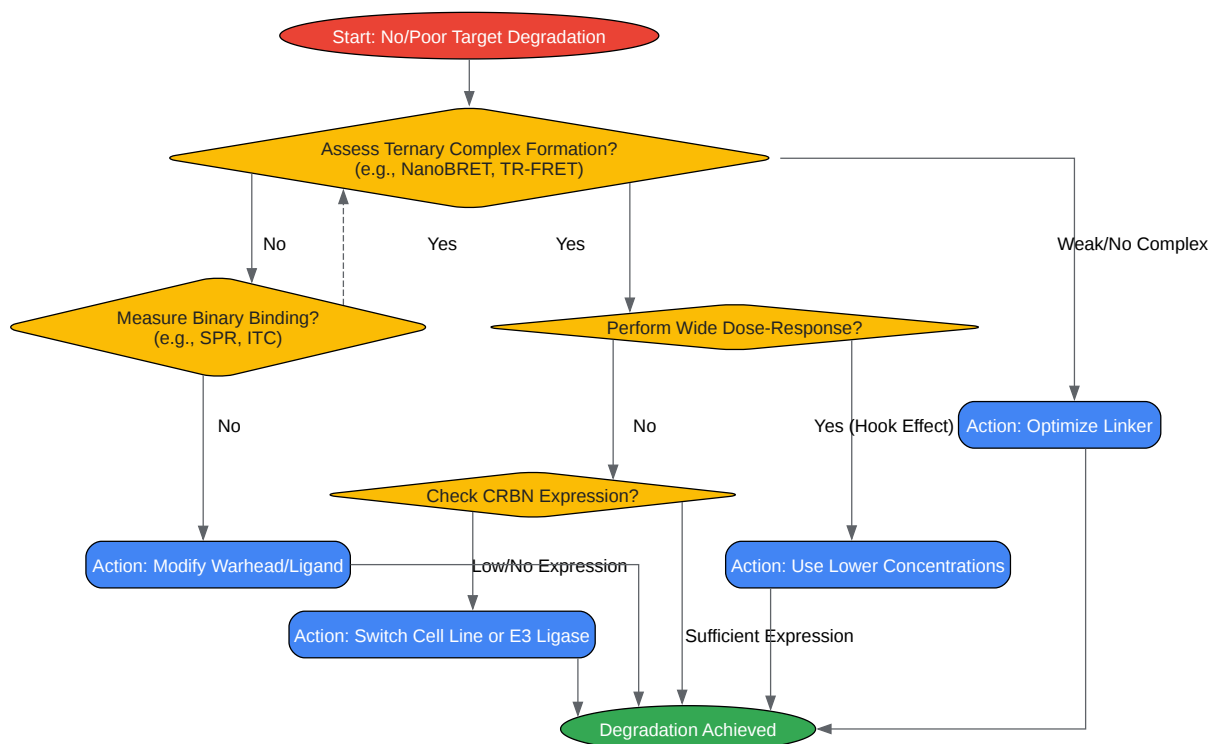 Start: No/Poor Target Degradation
Assess Ternary Complex Formation?
(e.g., NanoBRET, TR-FRET)
No
Yes
Yes
Weak/No Complex
Measure Binary Binding?
(e.g., SPR, ITC)
Perform Wide Dose-Response?
No
No
Yes (Hook Effect)
Action: Optimize Linker
Check CRBN Expression?
Action: Modify Warhead/Ligand
Low/No Expression
Action: Use Lower Concentrations
Action: Switch Cell Line or E3 Ligase
Sufficient Expression
Degradation Achieved